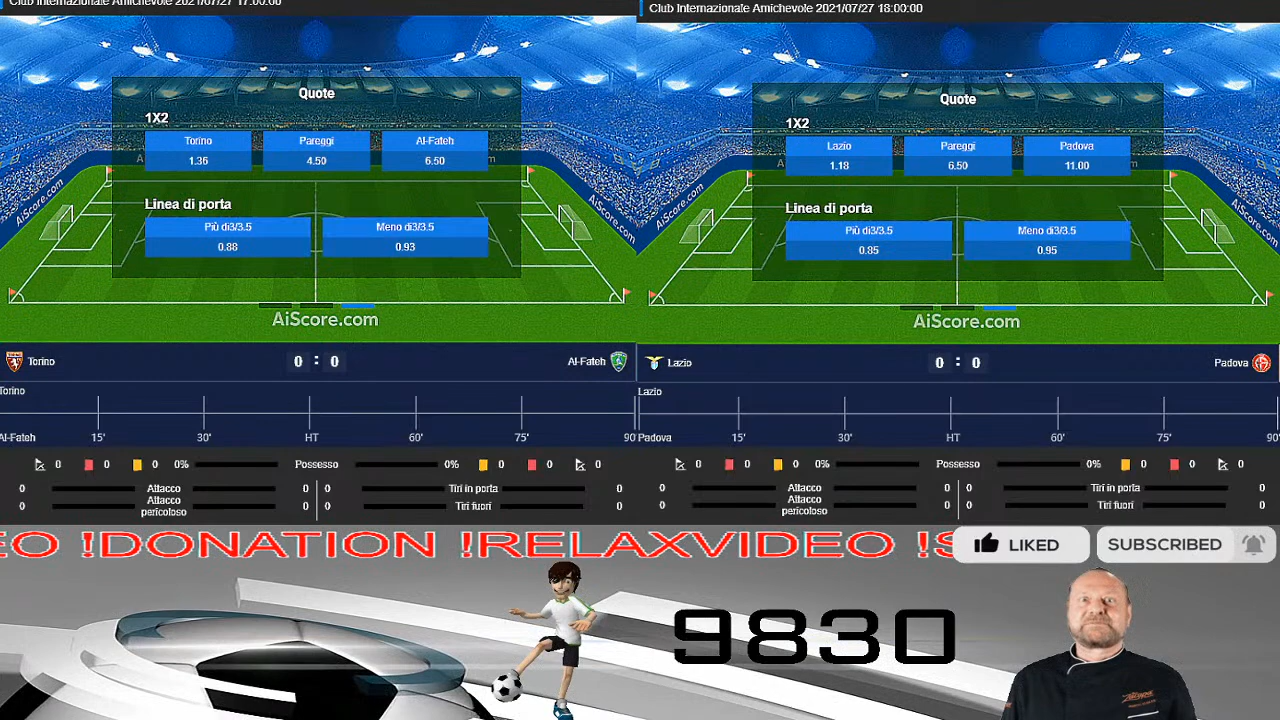 Club Internazionale Amichevole 2021/07/27 17:00:00
Quote
1X2
Torino Pareggi Al-Fateh
1.36 4.50 6.50
Linea di porta
Più di3/3.5 Meno di3/3.5
0.88 0.93
AiScore.com
AiScore.com
AiScore.com
Torino 0 : 0 Al-Fateh
Torino
Al-Fateh 15' 30' HT 60' 75' 90'
0 0 0 0% Possesso 0% 0 0 0
0 Attacco 0 0 Tiri in porta 0
0 Attacco pericoloso 0 0 Tiri fuori 0
Club Internazionale Amichevole 2021/07/27 18:00:00
Quote
1X2
Lazio Pareggi Padova
1.18 6.50 11.00
Linea di porta
Più di3/3.5 Meno di3/3.5
0.85 0.95
AiScore.com
AiScore.com
AiScore.com
Lazio 0 : 0 Padova
Lazio
Padova 15' 30' HT 60' 75' 90'
0 0 0 0% Possesso 0% 0 0 0
0 Attacco 0 0 Tiri in porta 0
0 Attacco pericoloso 0 0 Tiri fuori 0
EO !DONATION !RELAXVIDEO !S
LIKED SUBSCRIBED
9830